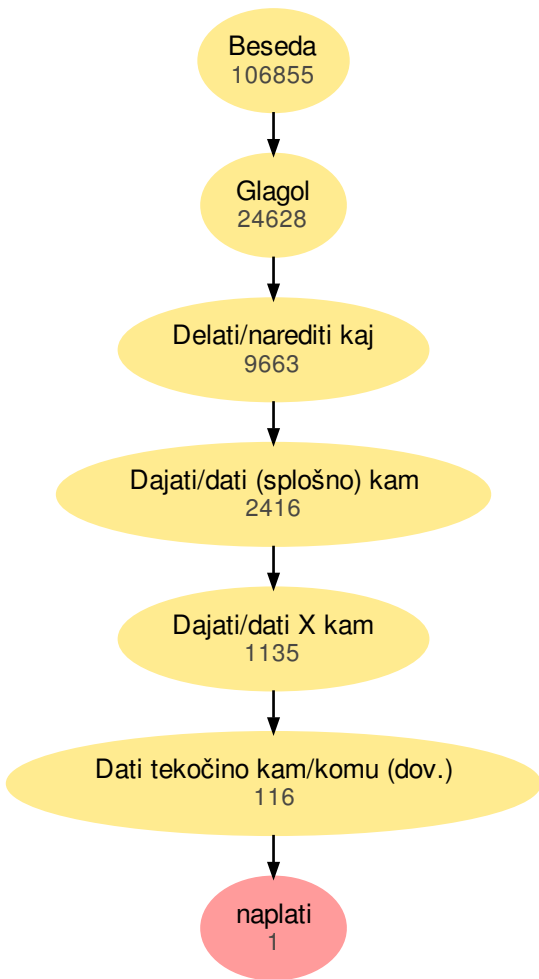 Beseda
106855
Glagol
24628
Delati/narediti kaj
9663
Dajati/dati (splošno) kam
2416
Dajati/dati X kam
1135
Dati tekočino kam/komu (dov.)
116
naplati
1